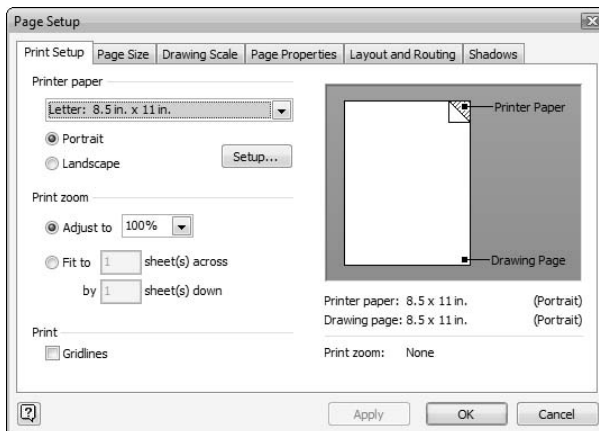 Page Setup
Print Setup Page Size Drawing Scale Page Properties Layout and Routing Shadows
Printer paper
Letter: 8.5 in. x 11 in.
Portrait
Landscape
Setup...
Print zoom
Adjust to 100%
Fit to 1 sheet(s) across
by 1 sheet(s) down
Print
Gridlines
Printer Paper
Drawing Page
Printer paper: 8.5 x 11 in. (Portrait)
Drawing page: 8.5 x 11 in. (Portrait)
Print zoom: None
Apply OK Cancel